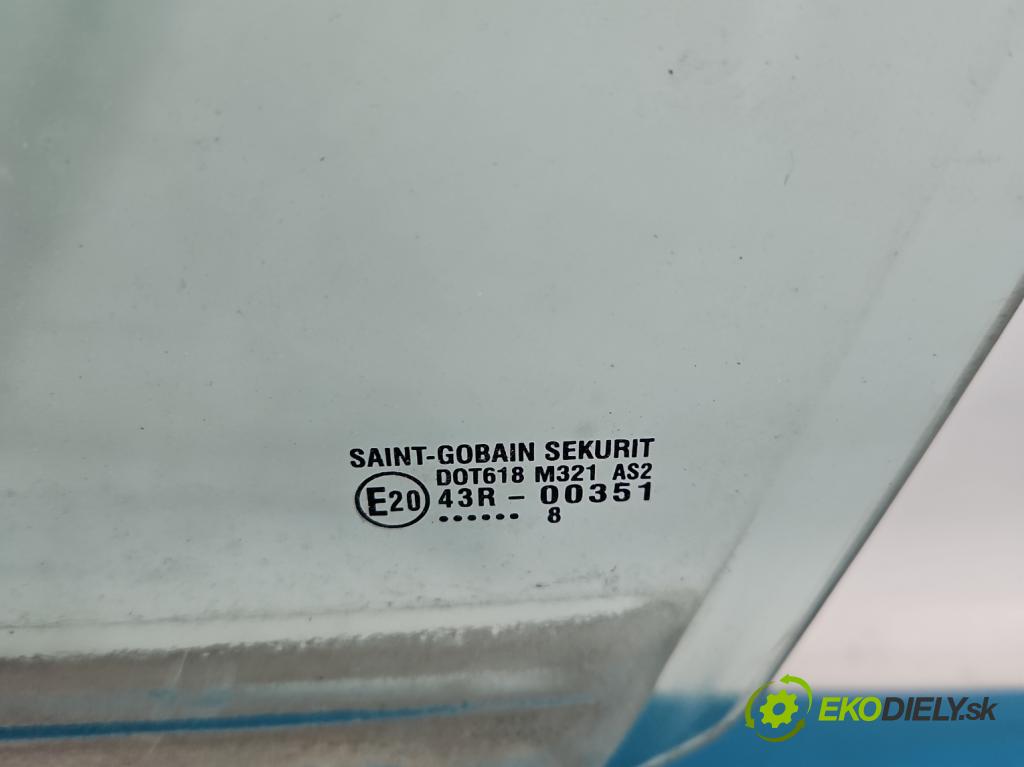 SAINT-GOBAIN SEKURIT
DOT618 M321 AS2
E20 43R - 00351
...... 8
EKODIELY.sk